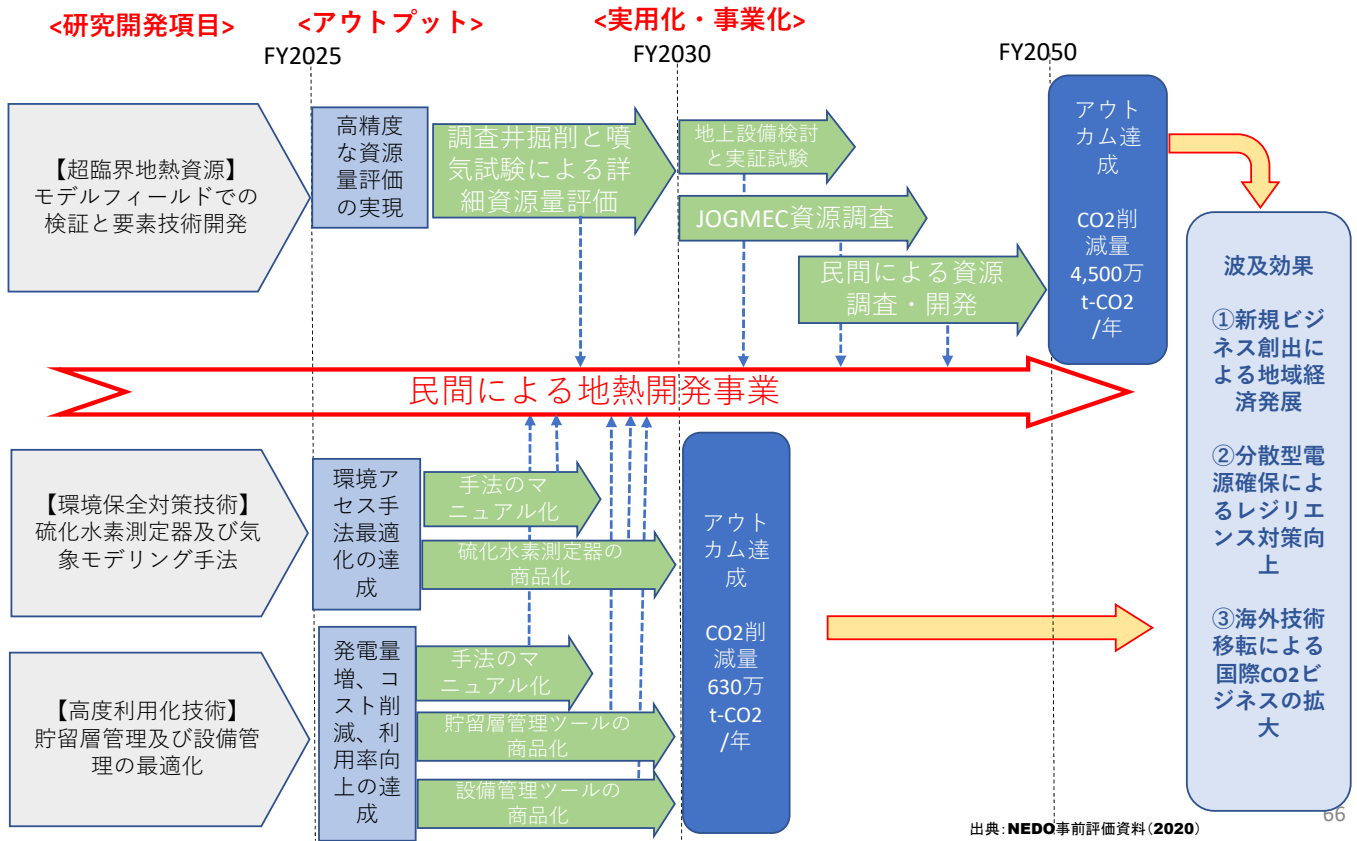 <研究開発項目>
<アウトプット>
<実用化・事業化>
FY2025
FY2030
FY2050
【超臨界地熱資源】
モデルフィールドでの
検証と要素技術開発
高精度
な資源
量評価
の実現
調査井掘削と噴
気試験による詳
細資源量評価
地上設備検討
と実証試験
JOGMEC資源調査
民間による資源
調査・開発
アウト
カム達
成
CO2削
減量
4,500万
t-CO2
/年
民間による地熱開発事業
【環境保全対策技術】
硫化水素測定器及び気
象モデリング手法
環境ア
セス手
法最適
化の達
成
手法のマ
ニュアル化
硫化水素測定器の
商品化
【高度利用化技術】
貯留層管理及び設備管
理の最適化
発電量
増、コ
スト削
減、利
用率向
上の達
成
手法のマ
ニュアル化
貯留層管理ツールの
商品化
設備管理ツールの
商品化
アウト
カム達
成
CO2削
減量
630万
t-CO2
/年
波及効果
①新規ビジ
ネス創出に
よる地域経
済発展
②分散型電
源確保によ
るレジリエ
ンス対策向
上
③海外技術
移転による
国際CO2ビ
ジネスの拡
大
出典：NEDO事前評価資料（2020）
66